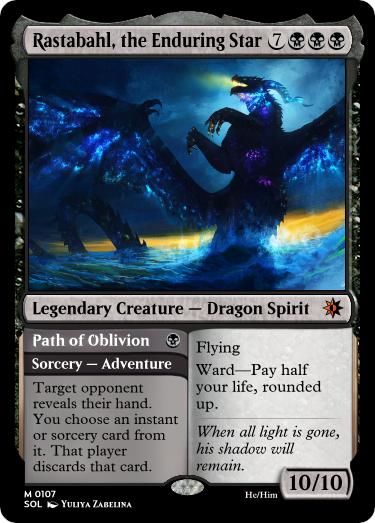 Rastabahl, the Enduring Star 7
Legendary Creature — Dragon Spirit
Path of Oblivion
Sorcery — Adventure
Target opponent
reveals their hand.
You choose an instant
or sorcery card from
it. That player
discards that card.
Flying
Ward—Pay half
your life, rounded
up.
When all light is gone,
his shadow will
remain.
10/10
M 0107
SOL Yuliya Zabelina
He/Him